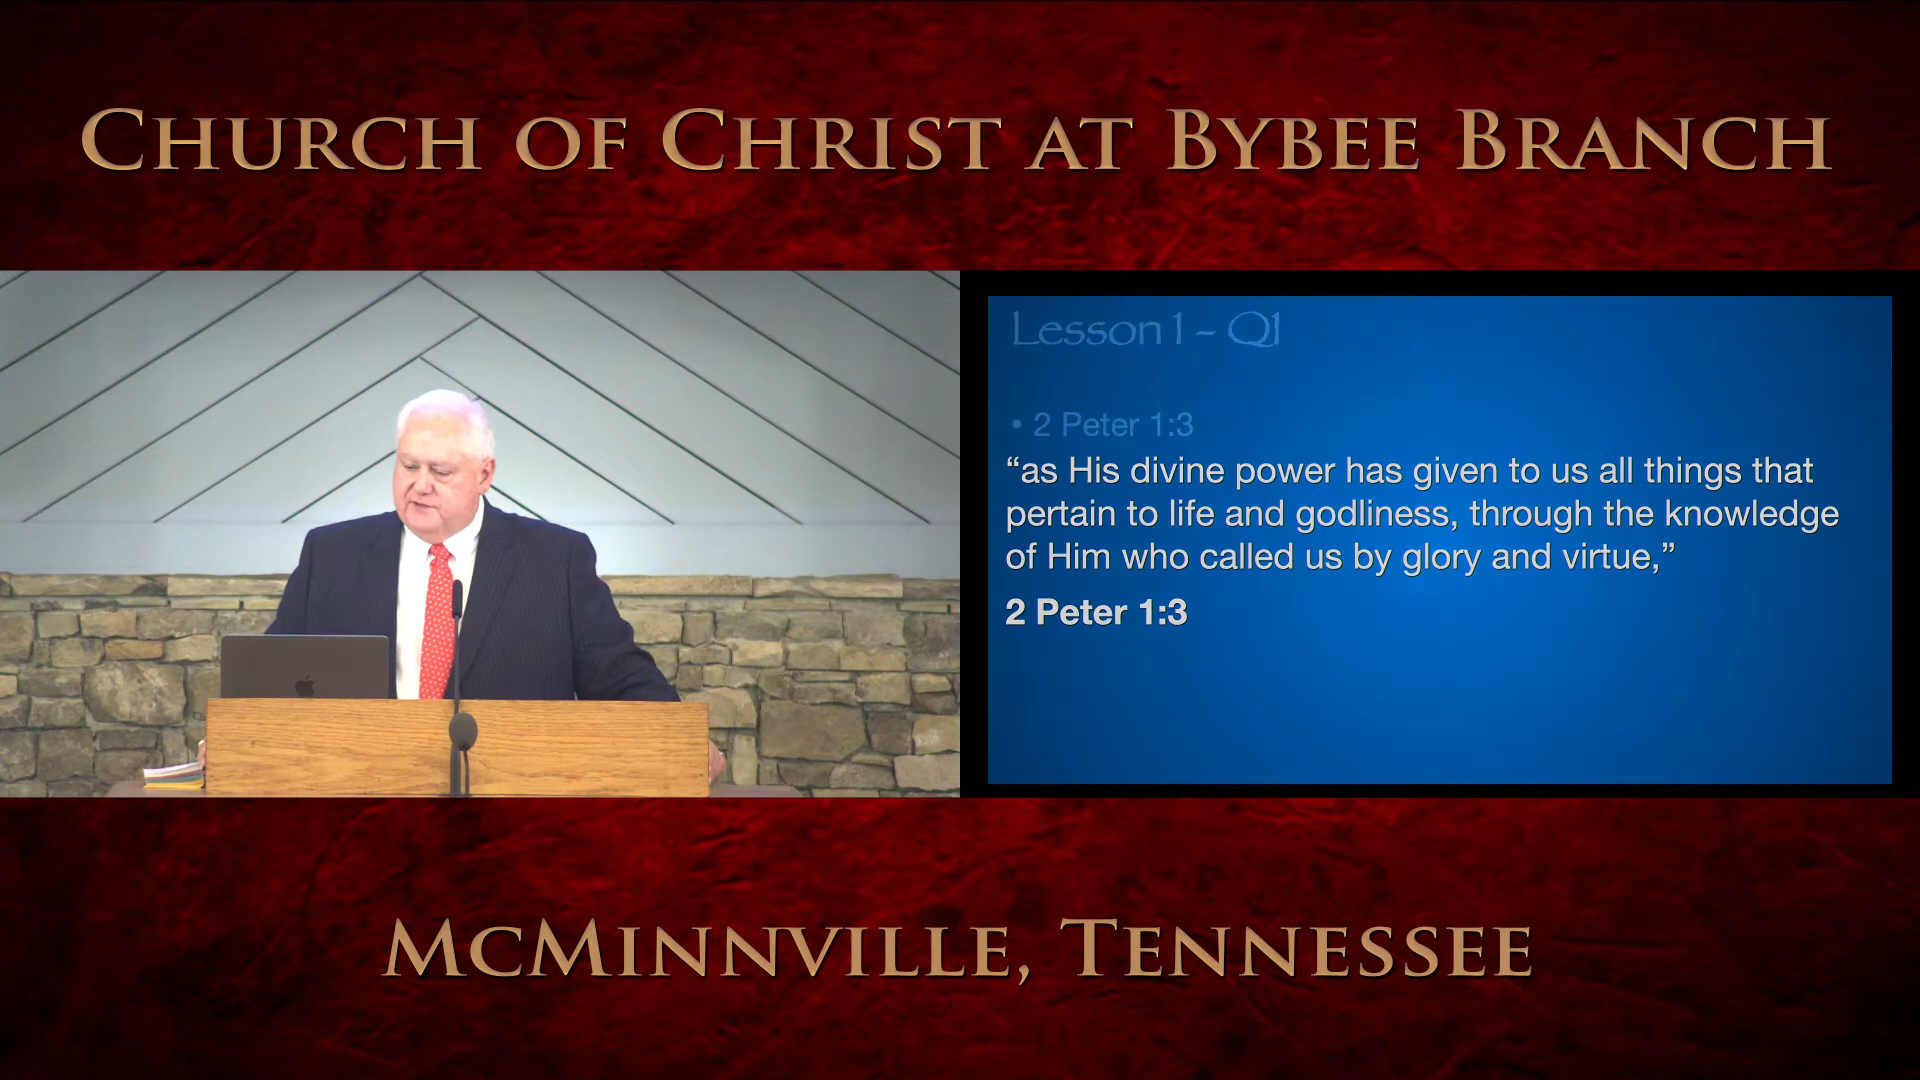 CHURCH OF CHRIST AT BYBEE BRANCH
Lesson 1 – Q1
• 2 Peter 1:3
“as His divine power has given to us all things that
pertain to life and godliness, through the knowledge
of Him who called us by glory and virtue,”
2 Peter 1:3
MCMINNVILLE, TENNESSEE